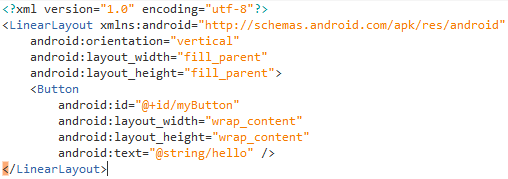 <?xml version="1.0" encoding="utf-8"?>
<LinearLayout xmlns:android="http://schemas.android.com/apk/res/android"
    android:orientation="vertical"
    android:layout_width="fill_parent"
    android:layout_height="fill_parent">
    <Button
        android:id="@+id/myButton"
        android:layout_width="wrap_content"
        android:layout_height="wrap_content"
        android:text="@string/hello" />
</LinearLayout>